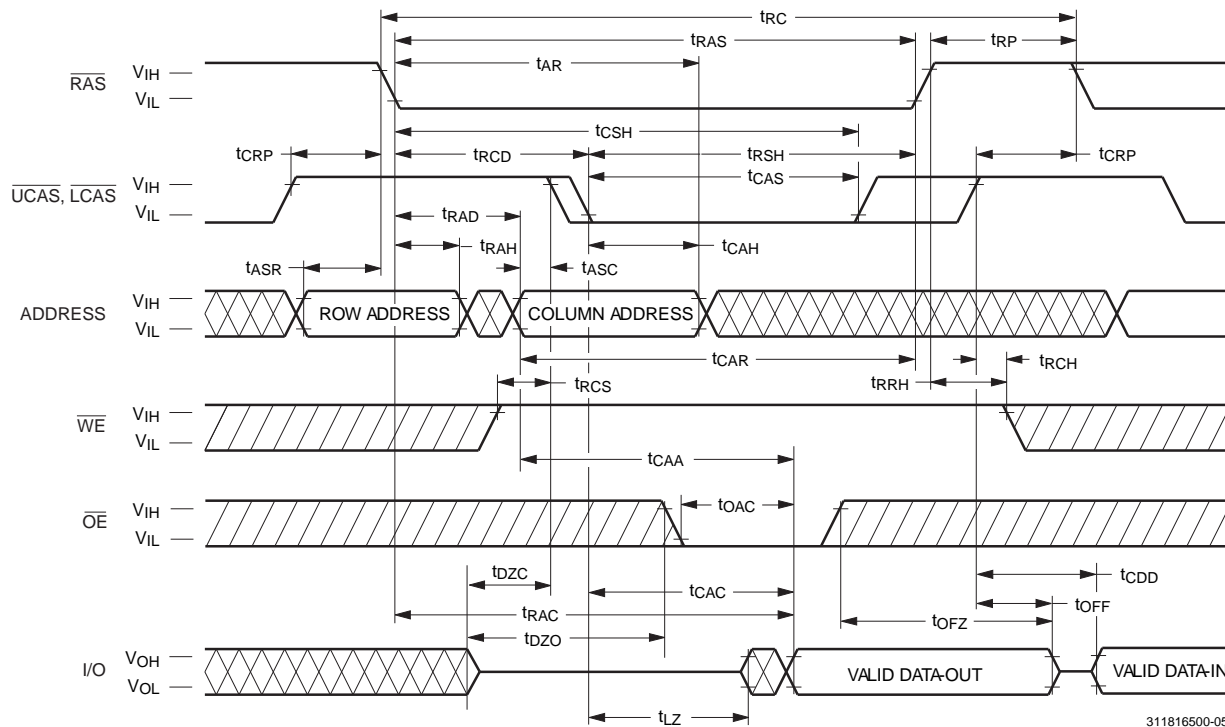 tRC
tRAS
tRP
tAR
RAS
VIH
VIL
tCSH
tCRP
tRCD
tRSH
tCRP
UCAS, LCAS
VIH
VIL
tCAS
tRAD
tRAH
tCAH
tASR
tASC
ADDRESS
VIH
VIL
ROW ADDRESS
COLUMN ADDRESS
tCAR
tRCH
tRCS
tRRH
WE
VIH
VIL
tCAA
OE
VIH
VIL
tOAC
tDZC
tCAC
tCDD
tRAC
tOFF
tDZO
tOFZ
I/O
VOH
VOL
VALID DATA-OUT
VALID DATA-IN
tLZ
311816500-05